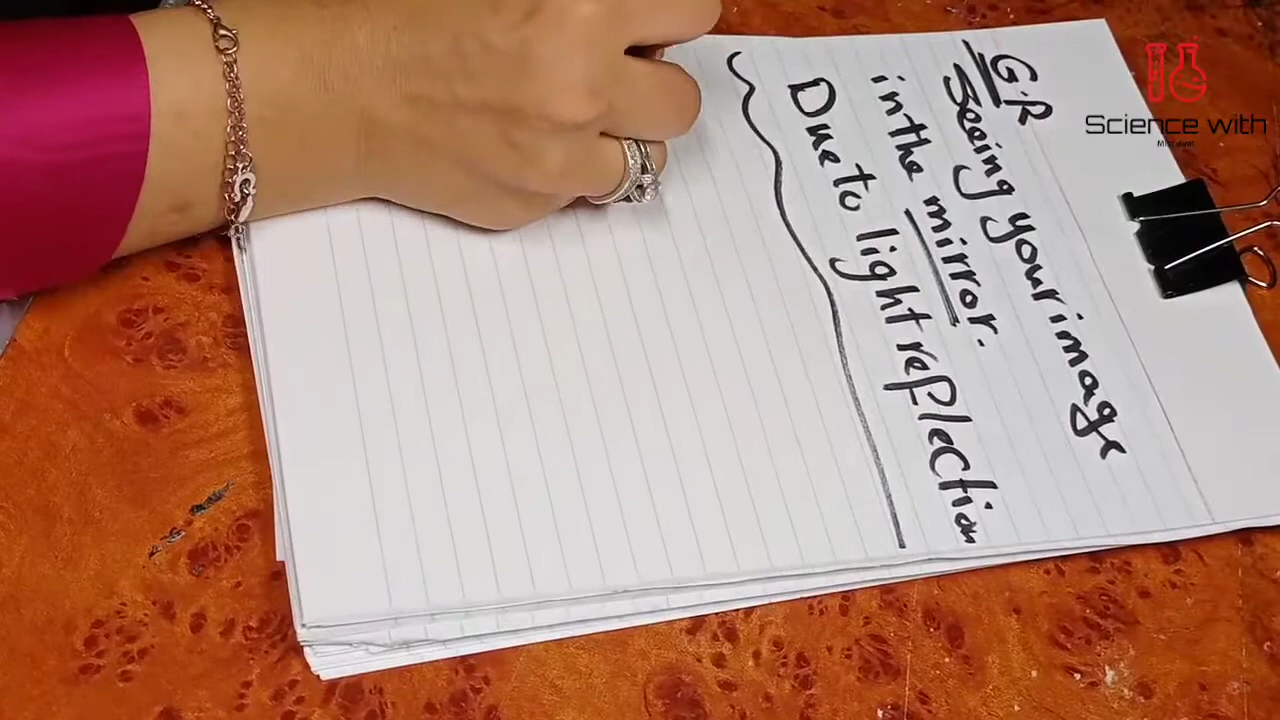 G.R
Seeing your image
in the mirror.
Due to light reflection
Science with